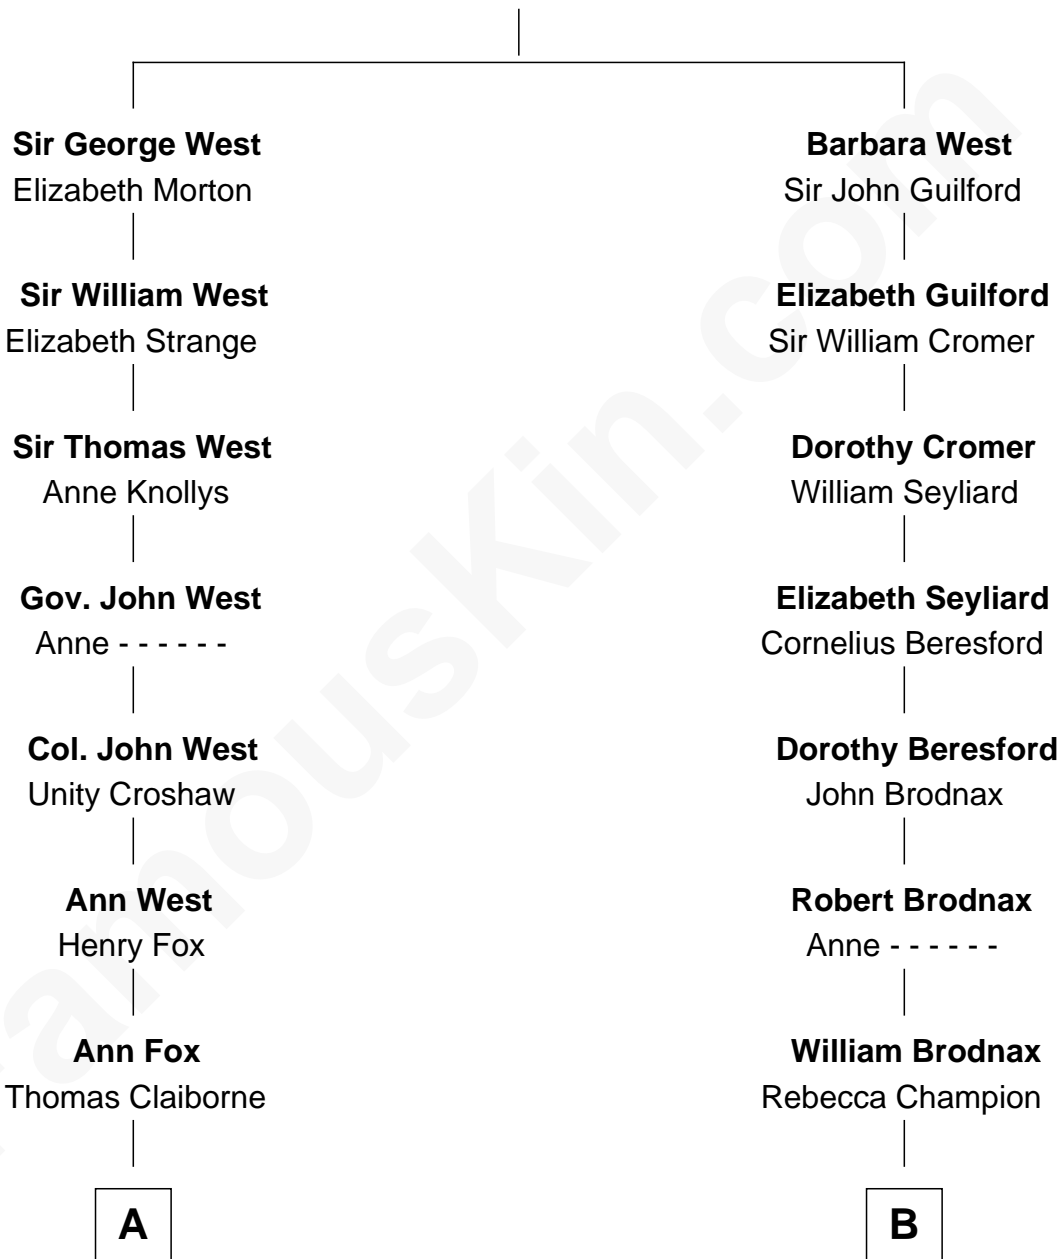 Sir George West
Elizabeth Morton
Sir William West
Elizabeth Strange
Sir Thomas West
Anne Knollys
Gov. John West
Anne - - - - - -
Col. John West
Unity Croshaw
Ann West
Henry Fox
Ann Fox
Thomas Claiborne
A
Barbara West
Sir John Guilford
Elizabeth Guilford
Sir William Cromer
Dorothy Cromer
William Seyliard
Elizabeth Seyliard
Cornelius Beresford
Dorothy Beresford
John Brodnax
Robert Brodnax
Anne - - - - - -
William Brodnax
Rebecca Champion
B
FamousKin.com